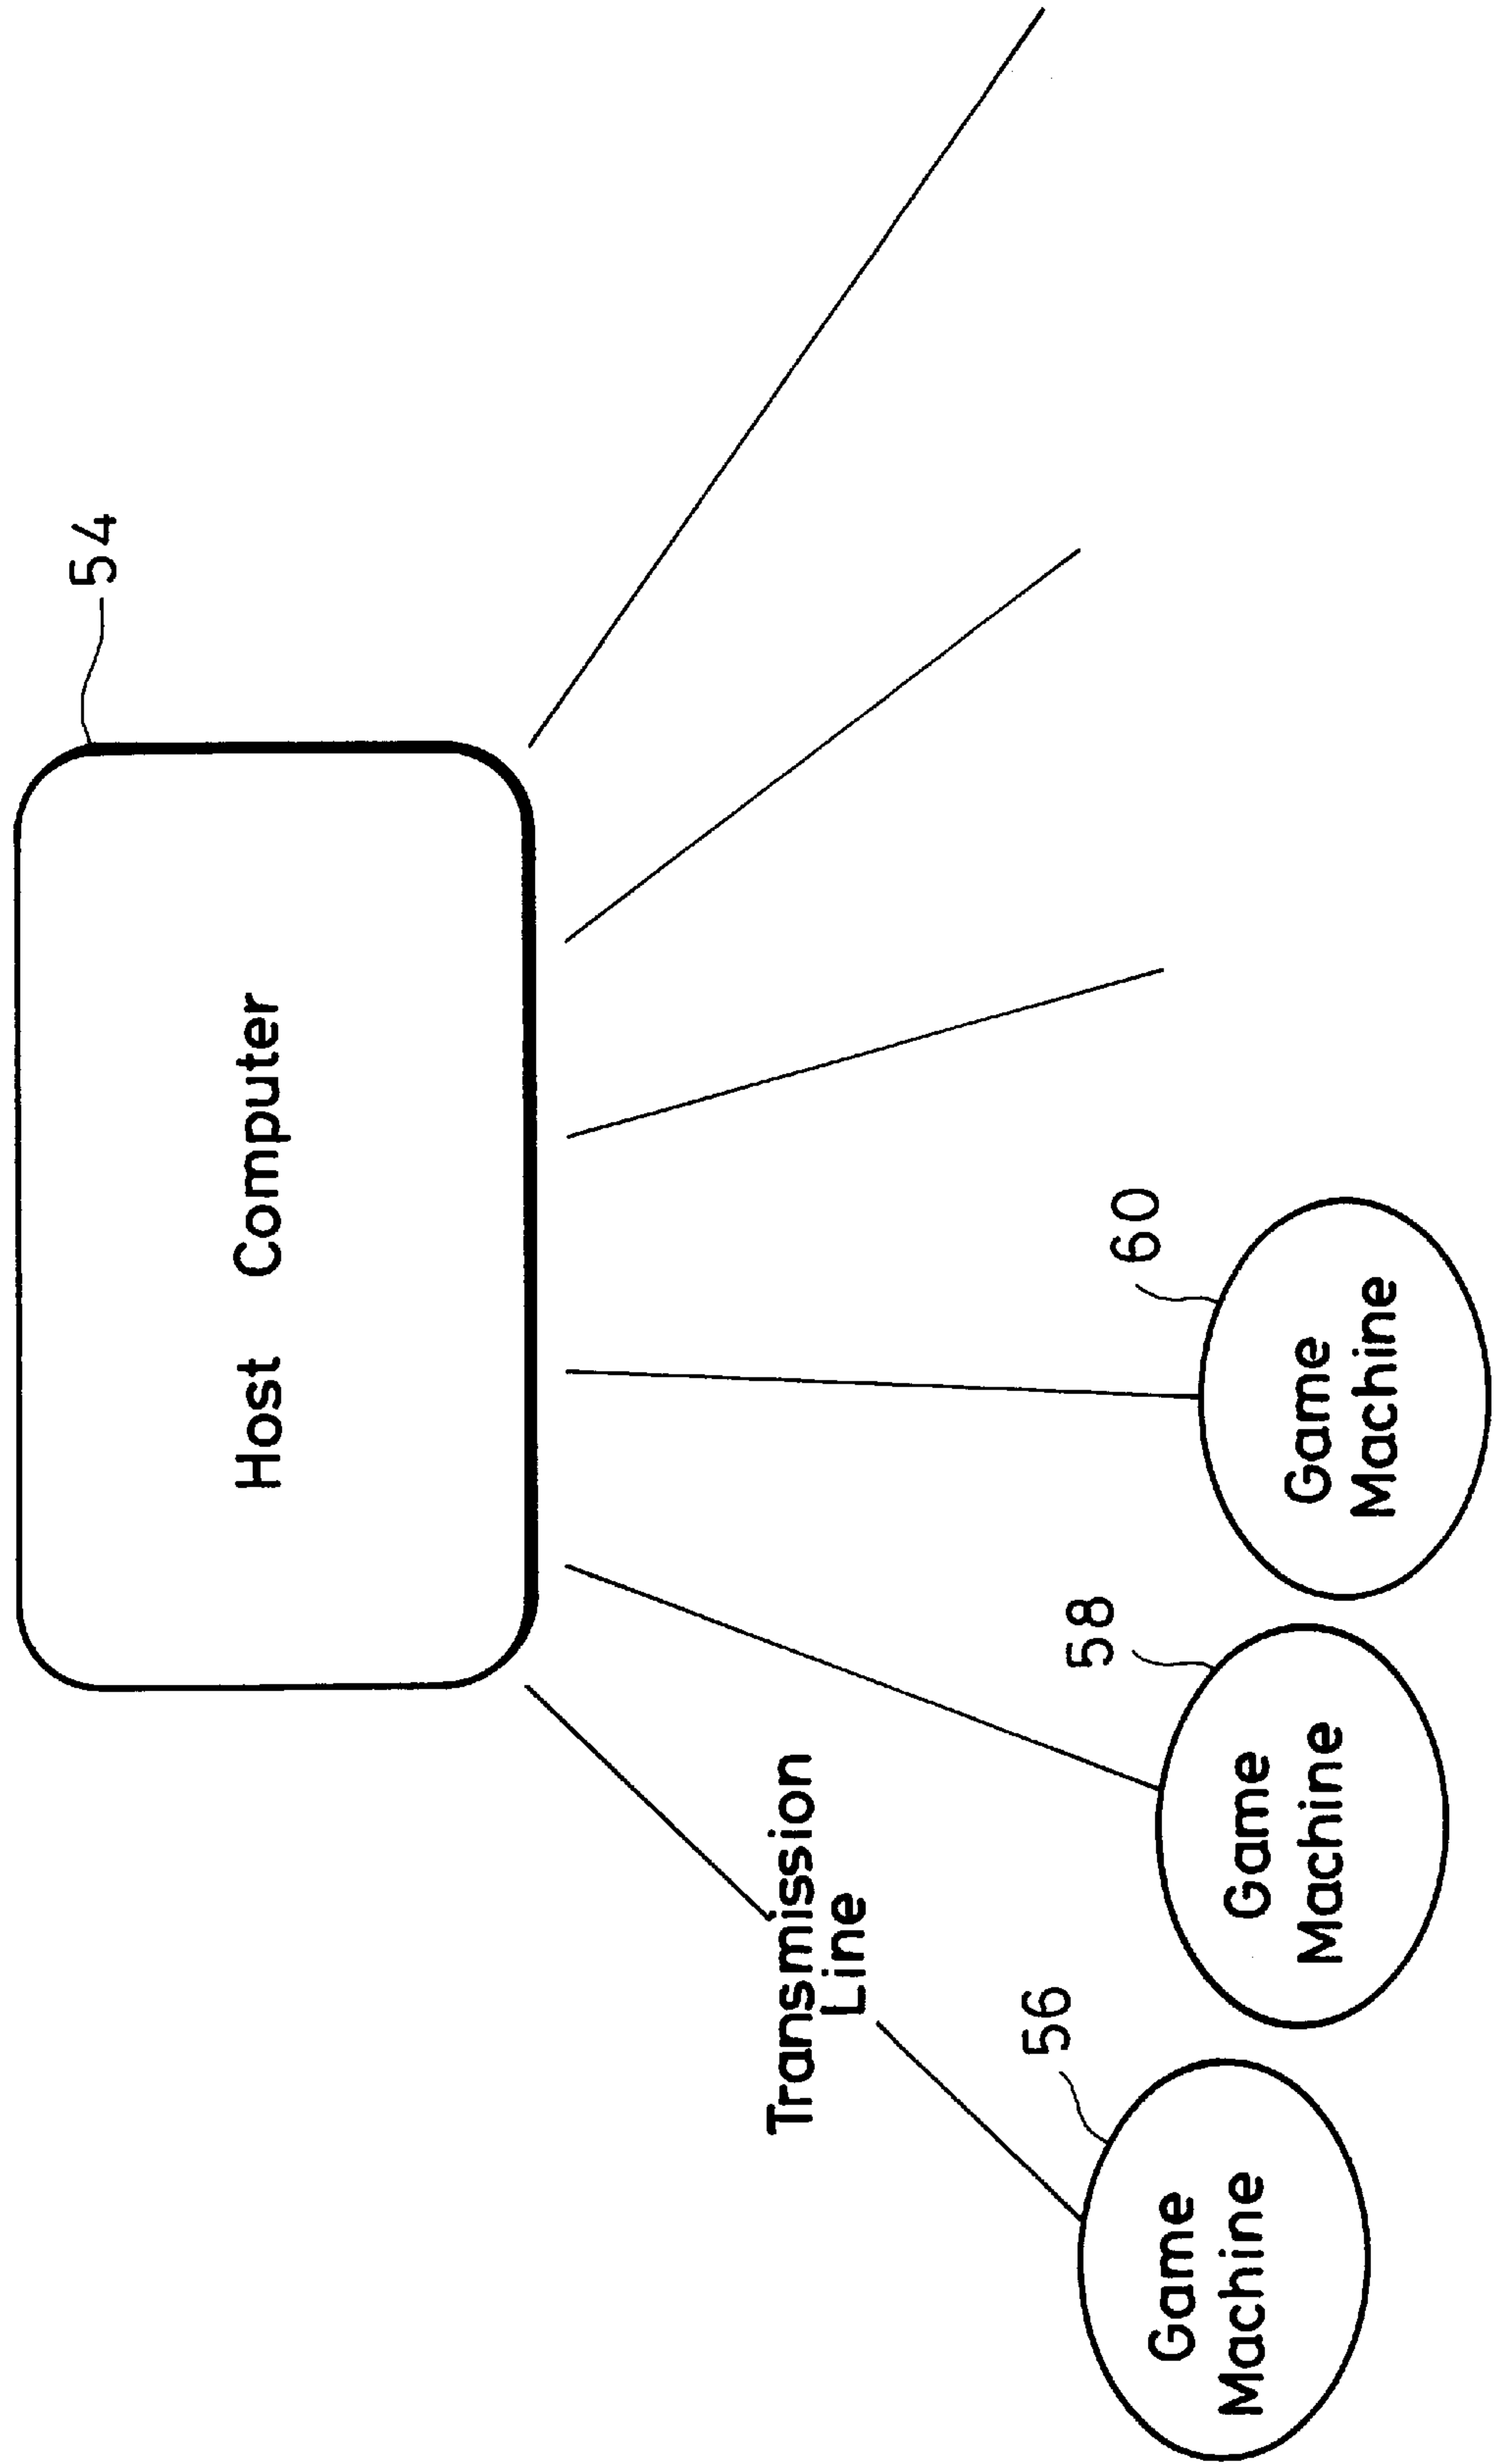 54
Host Computer
Transmission
Line
56
58
60
Game
Machine
Game
Machine
Game
Machine